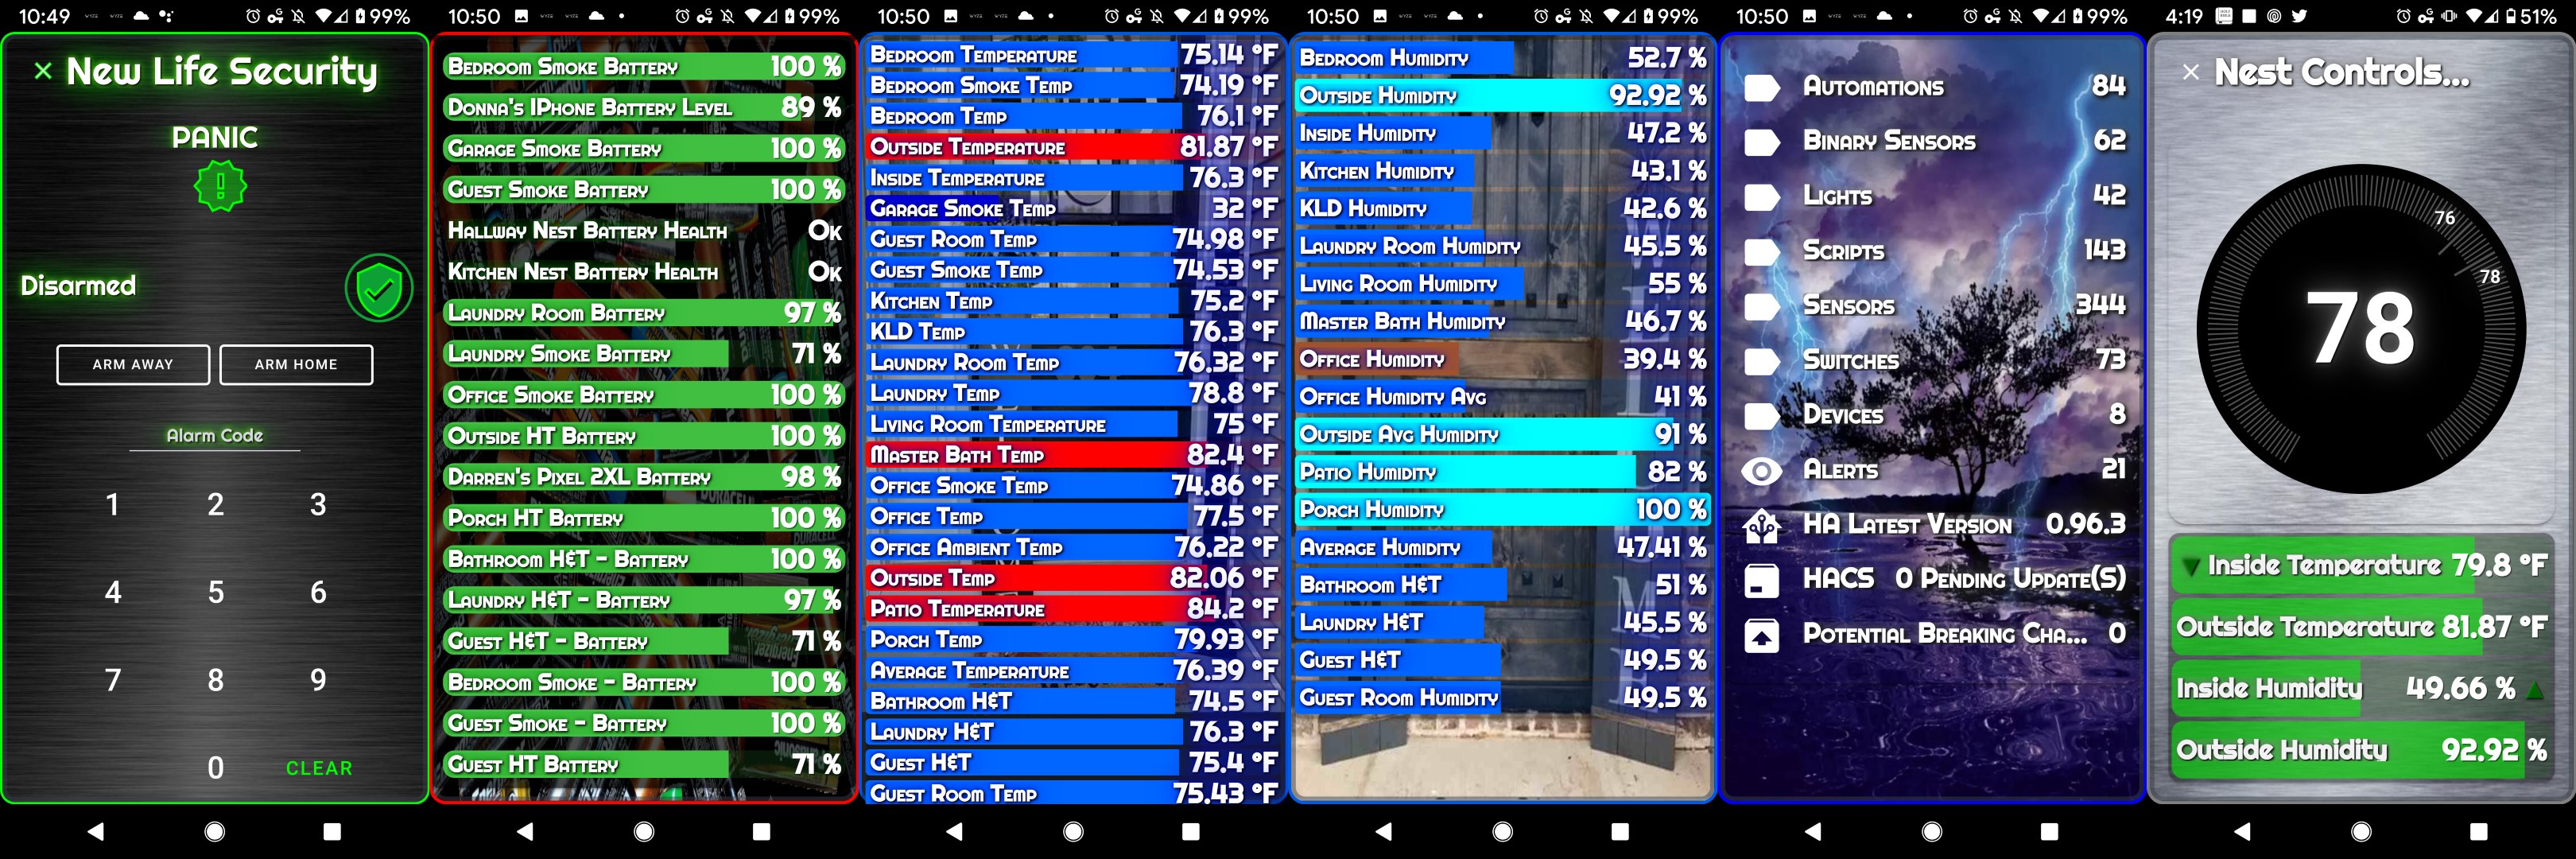 10:49
99%
× New Life Security
PANIC
!
Disarmed
ARM AWAY ARM HOME
Alarm Code
1 2 3
4 5 6
7 8 9
0 CLEAR
10:50
99%
Bedroom Smoke Battery 100 %
Donna's IPhone Battery Level 89 %
Garage Smoke Battery 100 %
Guest Smoke Battery 100 %
Hallway Nest Battery Health Ok
Kitchen Nest Battery Health Ok
Laundry Room Battery 97 %
Laundry Smoke Battery 71 %
Office Smoke Battery 100 %
Outside HT Battery 100 %
Darren's Pixel 2XL Battery 98 %
Porch HT Battery 100 %
Bathroom H&T - Battery 100 %
Laundry H&T - Battery 97 %
Guest H&T - Battery 71 %
Bedroom Smoke - Battery 100 %
Guest Smoke - Battery 100 %
Guest HT Battery 71 %
10:50
99%
Bedroom Temperature 75.14 °F
Bedroom Smoke Temp 74.19 °F
Bedroom Temp 76.1 °F
Outside Temperature 81.87 °F
Inside Temperature 76.3 °F
Garage Smoke Temp 32 °F
Guest Room Temp 74.98 °F
Guest Smoke Temp 74.53 °F
Kitchen Temp 75.2 °F
KLD Temp 76.3 °F
Laundry Room Temp 76.32 °F
Laundry Temp 78.8 °F
Living Room Temperature 75 °F
Master Bath Temp 82.4 °F
Office Smoke Temp 74.86 °F
Office Temp 77.5 °F
Office Ambient Temp 76.22 °F
Outside Temp 82.06 °F
Patio Temperature 84.2 °F
Porch Temp 79.93 °F
Average Temperature 76.39 °F
Bathroom H&T 74.5 °F
Laundry H&T 76.3 °F
Guest H&T 75.4 °F
Guest Room Temp 75.43 °F
10:50
99%
Bedroom Humidity 52.7 %
Outside Humidity 92.92 %
Inside Humidity 47.2 %
Kitchen Humidity 43.1 %
KLD Humidity 42.6 %
Laundry Room Humidity 45.5 %
Living Room Humidity 55 %
Master Bath Humidity 46.7 %
Office Humidity 39.4 %
Office Humidity Avg 41 %
Outside Avg Humidity 91 %
Patio Humidity 82 %
Porch Humidity 100 %
Average Humidity 47.41 %
Bathroom H&T 51 %
Laundry H&T 45.5 %
Guest H&T 49.5 %
Guest Room Humidity 49.5 %
10:50
99%
Automations 84
Binary Sensors 62
Lights 42
Scripts 143
Sensors 344
Switches 73
Devices 8
Alerts 21
HA Latest Version 0.96.3
HACS 0 Pending Update(S)
Potential Breaking Cha... 0
4:19
51%
× Nest Controls...
76
78
78
Inside Temperature 79.8 °F
Outside Temperature 81.87 °F
Inside Humidity 49.66 %
Outside Humidity 92.92 %